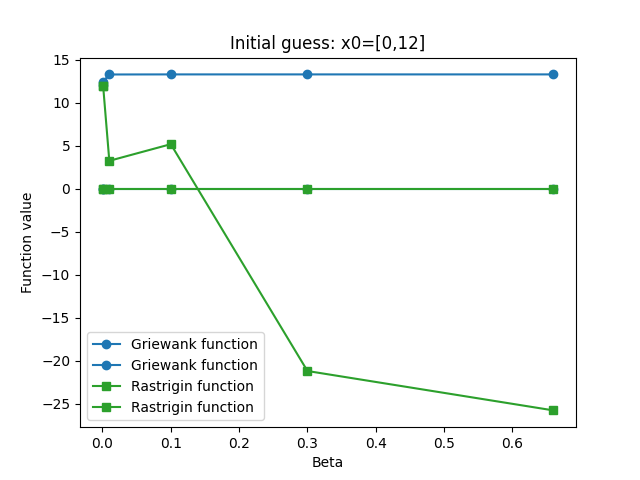 Initial guess: x0=[0,12]
Function value
15
10
5
0
−5
−10
−15
−20
−25
Griewank function
Griewank function
Rastrigin function
Rastrigin function
0.0 0.1 0.2 0.3 0.4 0.5 0.6
Beta